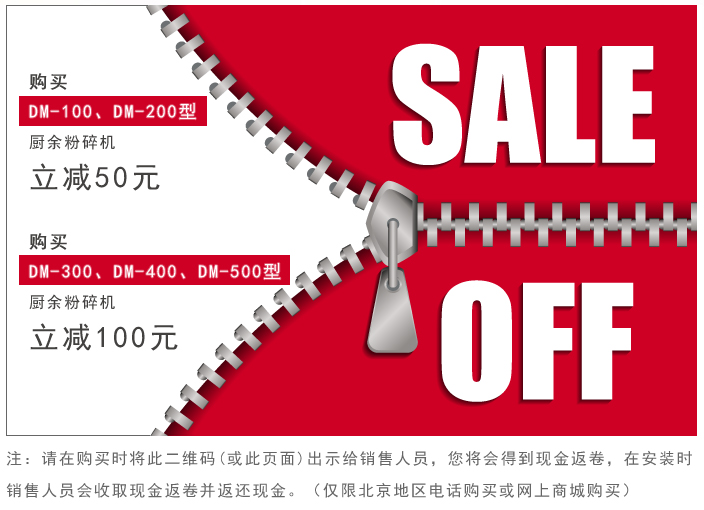 购买
DM-100、DM-200型
厨余粉碎机
立减50元
购买
DM-300、DM-400、DM-500型
厨余粉碎机
立减100元
SALE
OFF
注：请在购买时将此二维码(或此页面)出示给销售人员，您将会得到现金返卷，在安装时
销售人员会收取现金返卷并返还现金。（仅限北京地区电话购买或网上商城购买）